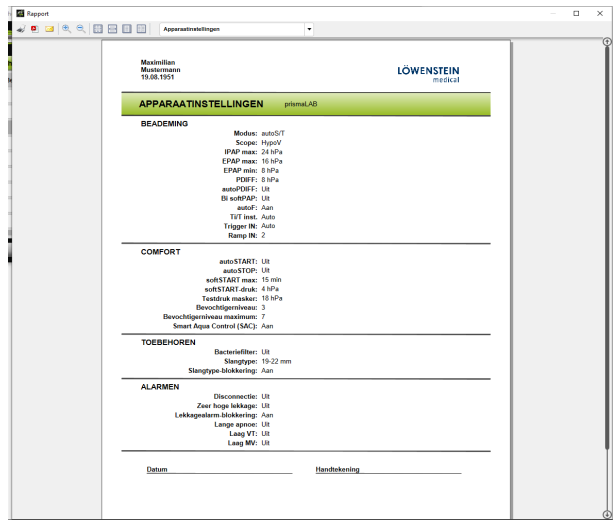 Rapport
Apparaatinstellingen
Maximilian
Mustermann
19.08.1951
LÖWENSTEIN
medical
APPARAATINSTELLINGEN prismaLAB
BEADEMING
Modus: autoS/T
Scope: HypoV
IPAP max: 24 hPa
EPAP max: 16 hPa
EPAP min: 8 hPa
PDIFF: 8 hPa
autoPDIFF: Uit
BI softPAP: Uit
autoF: Aan
Ti/T inst. Auto
Trigger IN: Auto
Ramp IN: 2
COMFORT
autoSTART: Uit
autoSTOP: Uit
softSTART max: 15 min
softSTART-druk: 4 hPa
Testdruk masker: 18 hPa
Bevochtigerniveau: 3
Bevochtigerniveau maximum: 7
Smart Aqua Control (SAC): Aan
TOEBEHOREN
Bacteriefilter: Uit
Slangtype: 19-22 mm
Slangtype-blokkering: Aan
ALARMEN
Disconnectie: Uit
Zeer hoge lekkage: Uit
Lekkagealarm-blokkering: Aan
Lange apnoe: Uit
Laag VT: Uit
Laag MV: Uit
Datum Handtekening